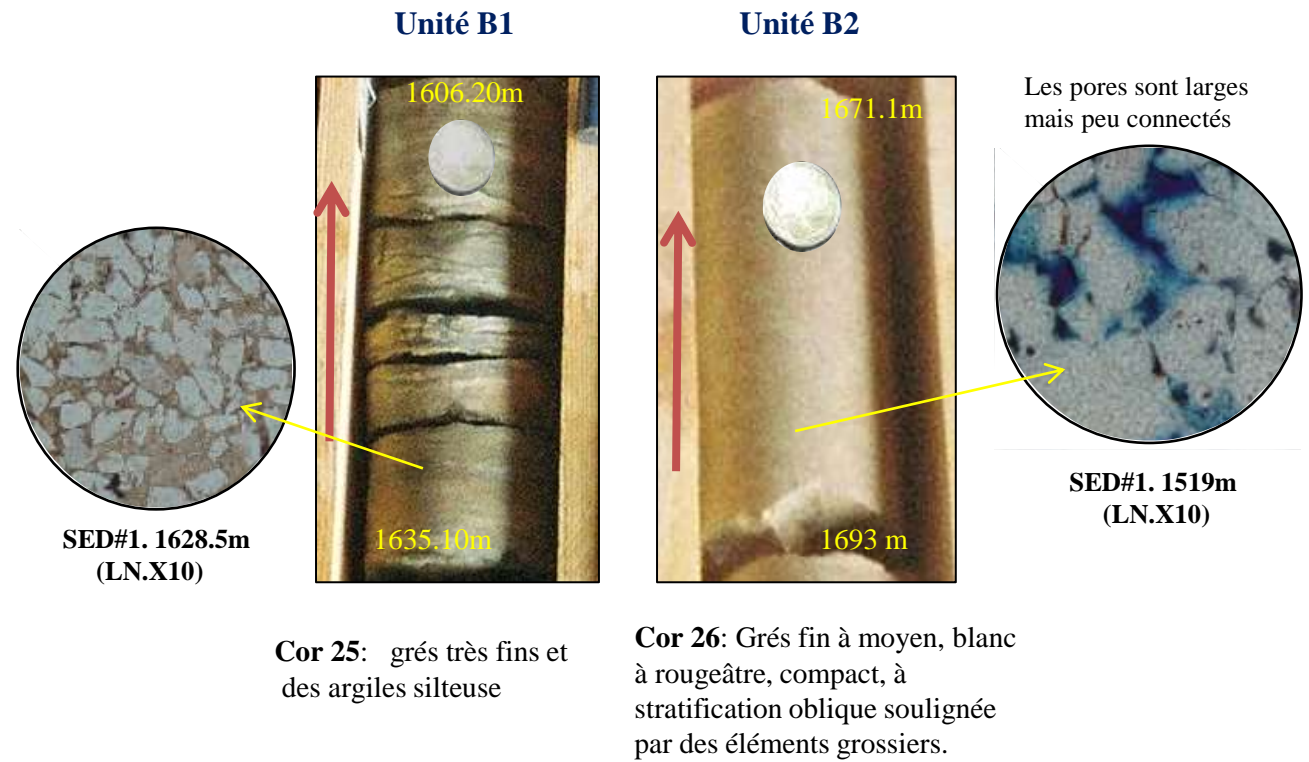 Unité B1
Unité B2
1606.20m
1671.1m
Les pores sont larges
mais peu connectés
SED#1. 1628.5m
(LN.X10)
1635.10m
1693 m
SED#1. 1519m
(LN.X10)
Cor 25: grés très fins et
des argiles silteuse
Cor 26: Grés fin à moyen, blanc
à rougeâtre, compact, à
stratification oblique soulignée
par des éléments grossiers.